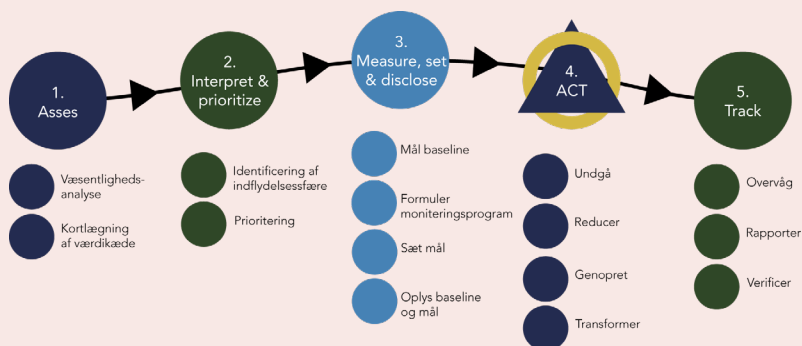 1.
Asses
Væsentligheds-
analyse
Kortlægning
af værdikæde
2.
Interpret &
prioritize
Identificering af
indflydelsessfære
Prioritering
3.
Measure, set
& disclose
Mål baseline
Formuler
moniteringsprogram
Sæt mål
Oplys baseline
og mål
4.
ACT
Undgå
Reducer
Genopret
Transformer
5.
Track
Overvåg
Rapporter
Verificer